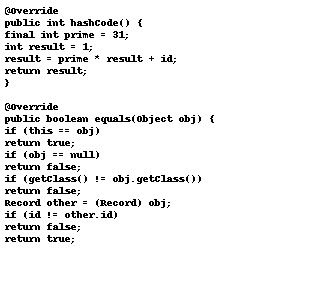 @Override
public int hashCode() {
final int prime = 31;
int result = 1;
result = prime * result + id;
return result;
}

@Override
public boolean equals(Object obj) {
if (this == obj)
return true;
if (obj == null)
return false;
if (getClass() != obj.getClass())
return false;
Record other = (Record) obj;
if (id != other.id)
return false;
return true;